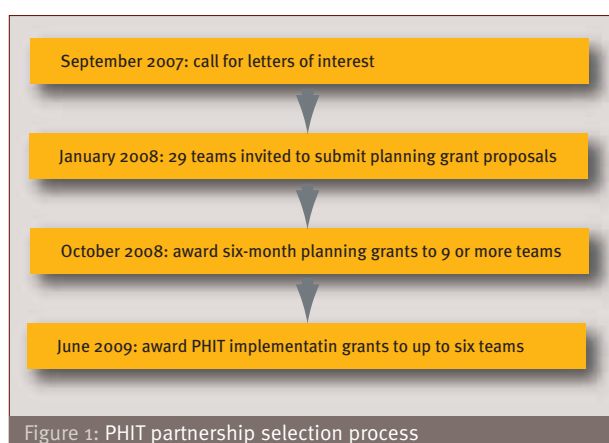 September 2007: call for letters of interest
January 2008: 29 teams invited to submit planning grant proposals
October 2008: award six-month planning grants to 9 or more teams
June 2009: award PHIT implementatin grants to up to six teams
Figure 1: PHIT partnership selection process